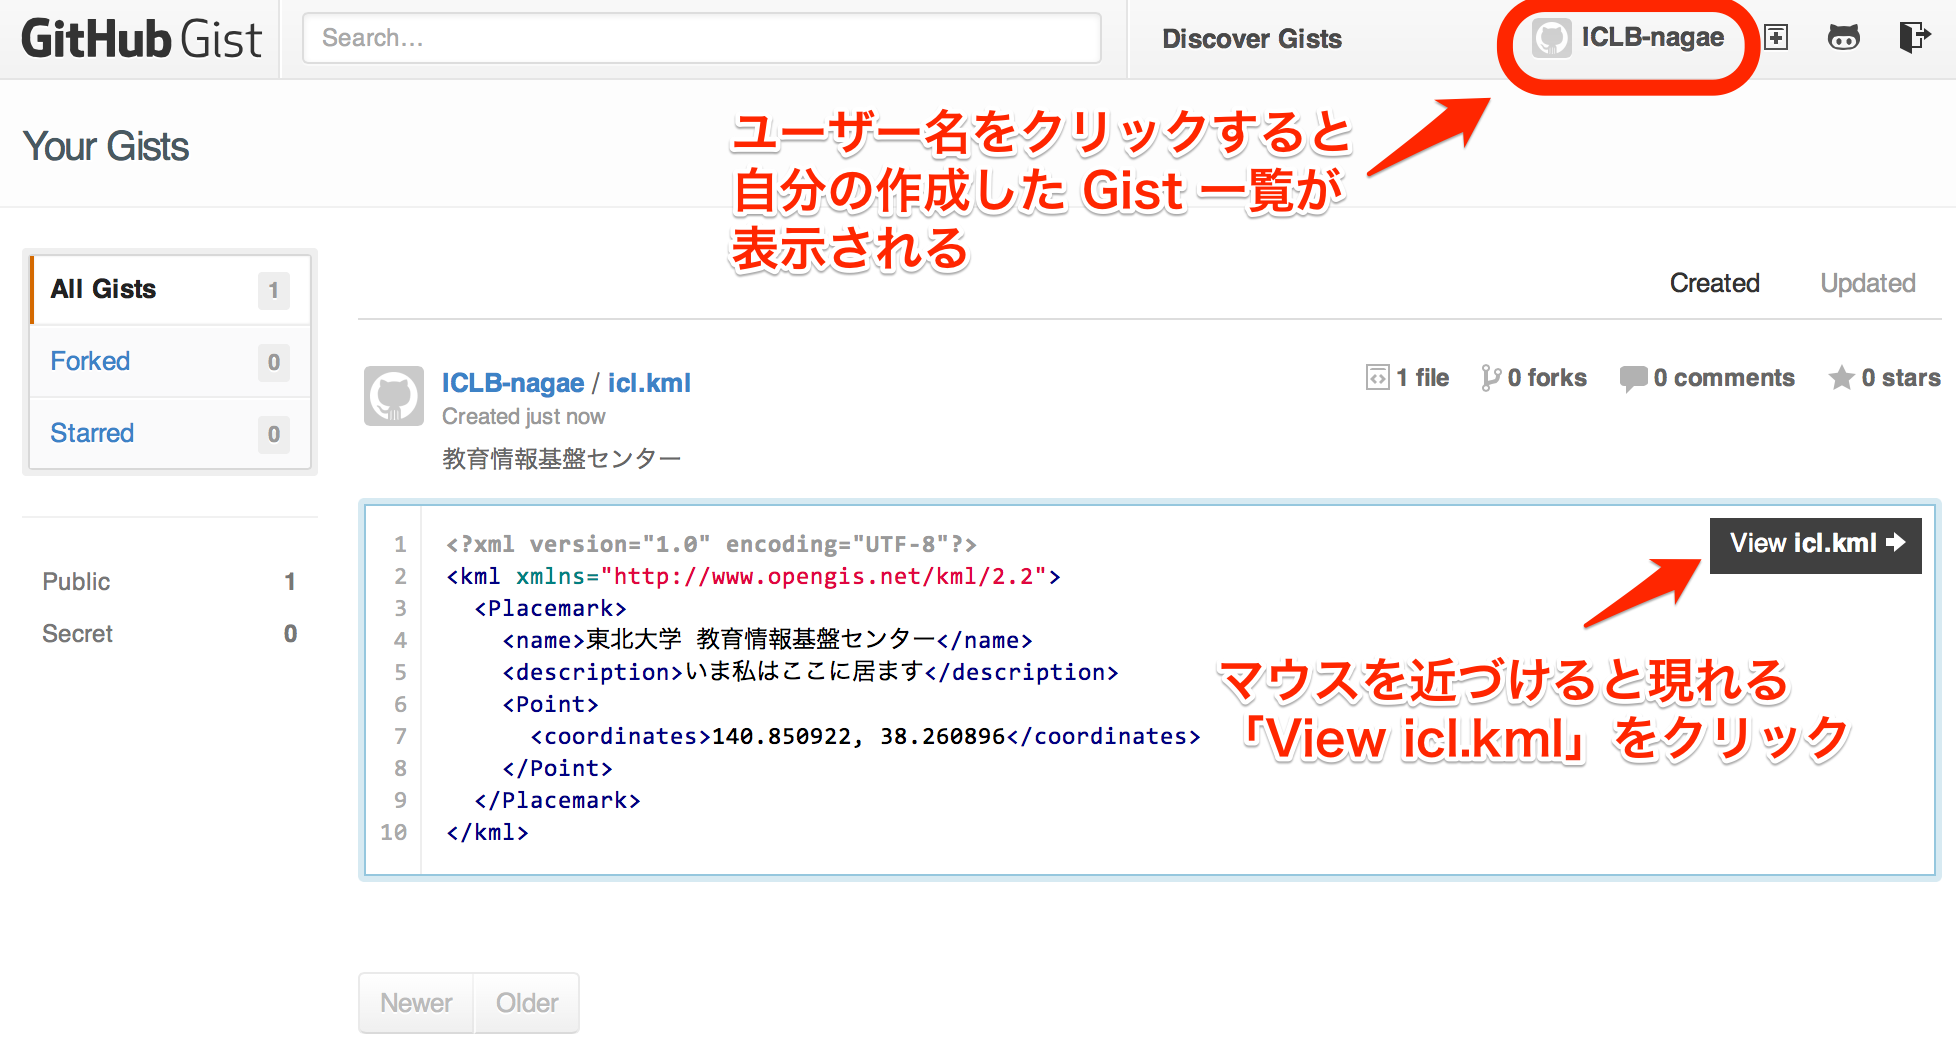 GitHub Gist
Search...
Discover Gists
ICLB-nagae
Your Gists
ユーザー名をクリックすると
自分の作成した Gist 一覧が
表示される
All Gists 1
Forked 0
Starred 0
Public 1
Secret 0
Created Updated
ICLB-nagae / icl.kml
1 file 0 forks 0 comments 0 stars
Created just now
教育情報基盤センター
View icl.kml
1 <?xml version="1.0" encoding="UTF-8"?>
2 <kml xmlns="http://www.opengis.net/kml/2.2">
3 <Placemark>
4 <name>東北大学 教育情報基盤センター</name>
5 <description>いま私はここに居ます</description>
6 <Point>
7 <coordinates>140.850922, 38.260896</coordinates>
8 </Point>
9 </Placemark>
10 </kml>
マウスを近づけると現れる
「View icl.kml」をクリック
Newer Older